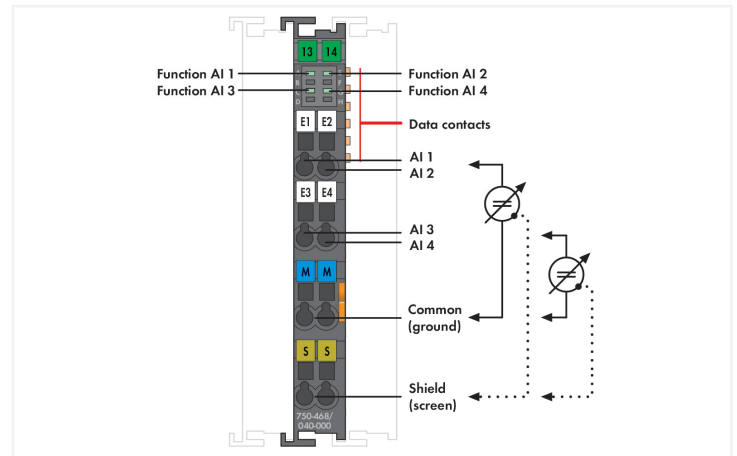 13 14
Function AI 1
Function AI 2
Function AI 3
Function AI 4
A
B
C
D
F
H
Data contacts
E1 E2
AI 1
AI 2
E3 E4
AI 3
AI 4
M M
Common
(ground)
S S
Shield
(screen)
750-468/
040-000